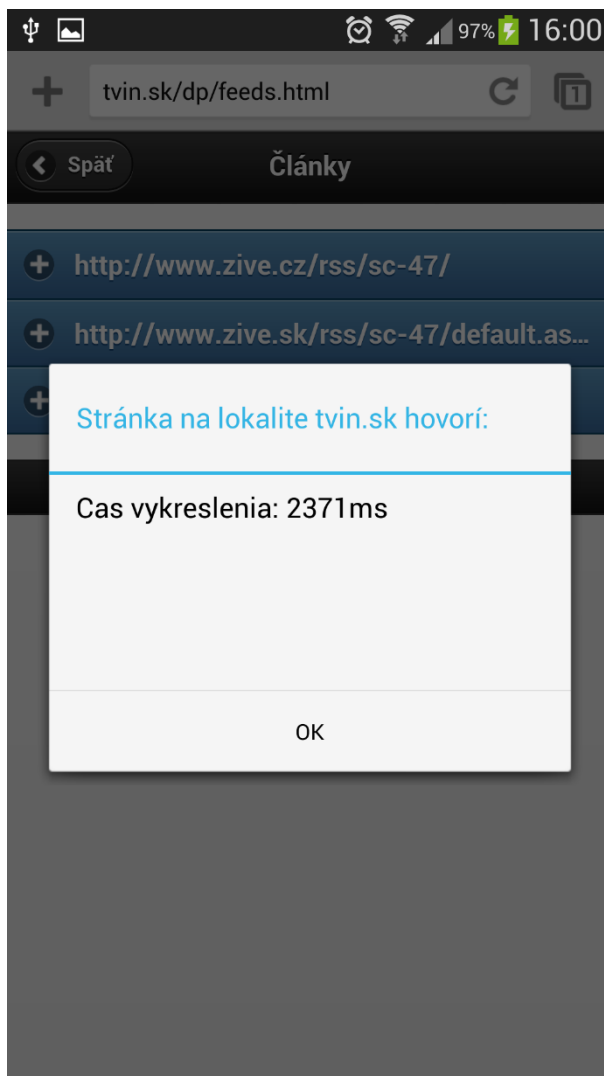 97% 16:00
tvin.sk/dp/feeds.html 1
Späť Články
http://www.zive.cz/rss/sc-47/
http://www.zive.sk/rss/sc-47/default.as...
Stránka na lokalite tvin.sk hovorí:
Cas vykreslenia: 2371ms
OK